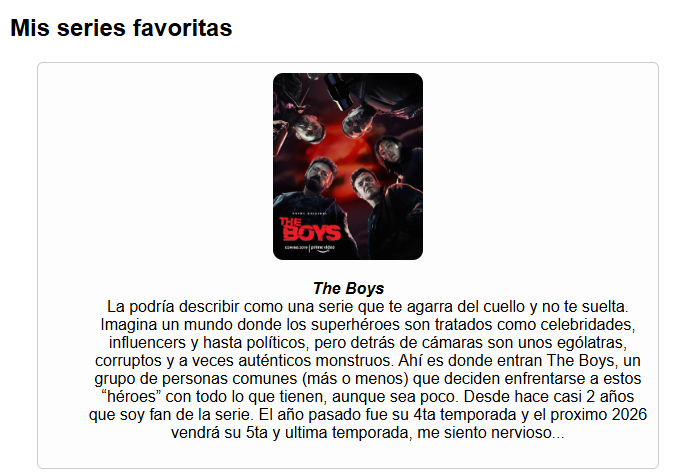 Mis series favoritas
PRIME ORIGINAL
THE
BOYS
COMING 2019 | prime video
The Boys
La podría describir como una serie que te agarra del cuello y no te suelta.
Imagina un mundo donde los superhéroes son tratados como celebridades,
influencers y hasta políticos, pero detrás de cámaras son unos ególatras,
corruptos y a veces auténticos monstruos. Ahí es donde entran The Boys, un
grupo de personas comunes (más o menos) que deciden enfrentarse a estos
“héroes” con todo lo que tienen, aunque sea poco. Desde hace casi 2 años
que soy fan de la serie. El año pasado fue su 4ta temporada y el proximo 2026
vendrá su 5ta y ultima temporada, me siento nervioso...